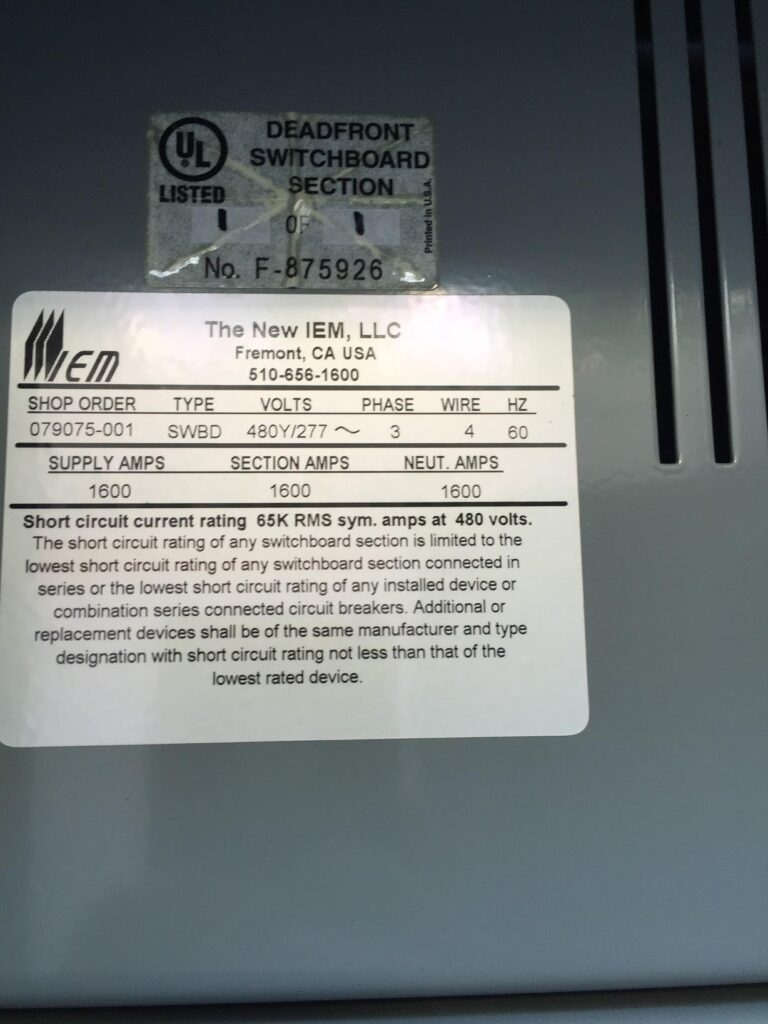 UL
LISTED
DEADFRONT
SWITCHBOARD
SECTION
1 OF 1
No. F-875926
Printed in U.S.A.
IEM
The New IEM, LLC
Fremont, CA USA
510-656-1600
SHOP ORDER TYPE VOLTS PHASE WIRE HZ
079075-001 SWBD 480Y/277 ~ 3 4 60
SUPPLY AMPS SECTION AMPS NEUT. AMPS
1600 1600 1600
Short circuit current rating 65K RMS sym. amps at 480 volts.
The short circuit rating of any switchboard section is limited to the
lowest short circuit rating of any switchboard section connected in
series or the lowest short circuit rating of any installed device or
combination series connected circuit breakers. Additional or
replacement devices shall be of the same manufacturer and type
designation with short circuit rating not less than that of the
lowest rated device.